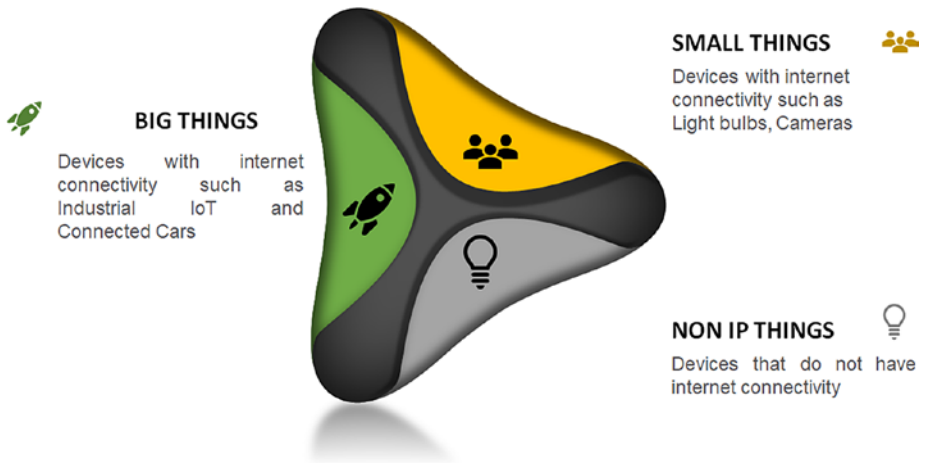 BIG THINGS
Devices with internet
connectivity such as
Industrial IoT and
Connected Cars
SMALL THINGS
Devices with internet
connectivity such as
Light bulbs, Cameras
NON IP THINGS
Devices that do not have
internet connectivity